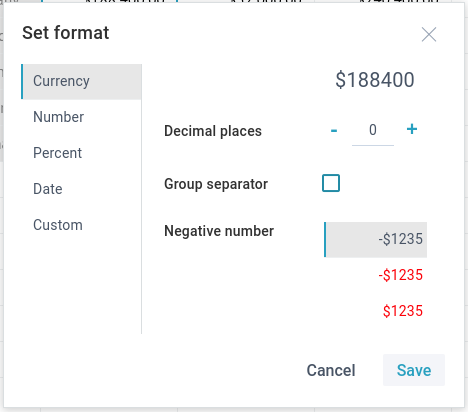 Set format
Currency
Number
Percent
Date
Custom
$188400
Decimal places
- 0 +
Group separator
Negative number
-$1235
-$1235
$1235
Cancel
Save